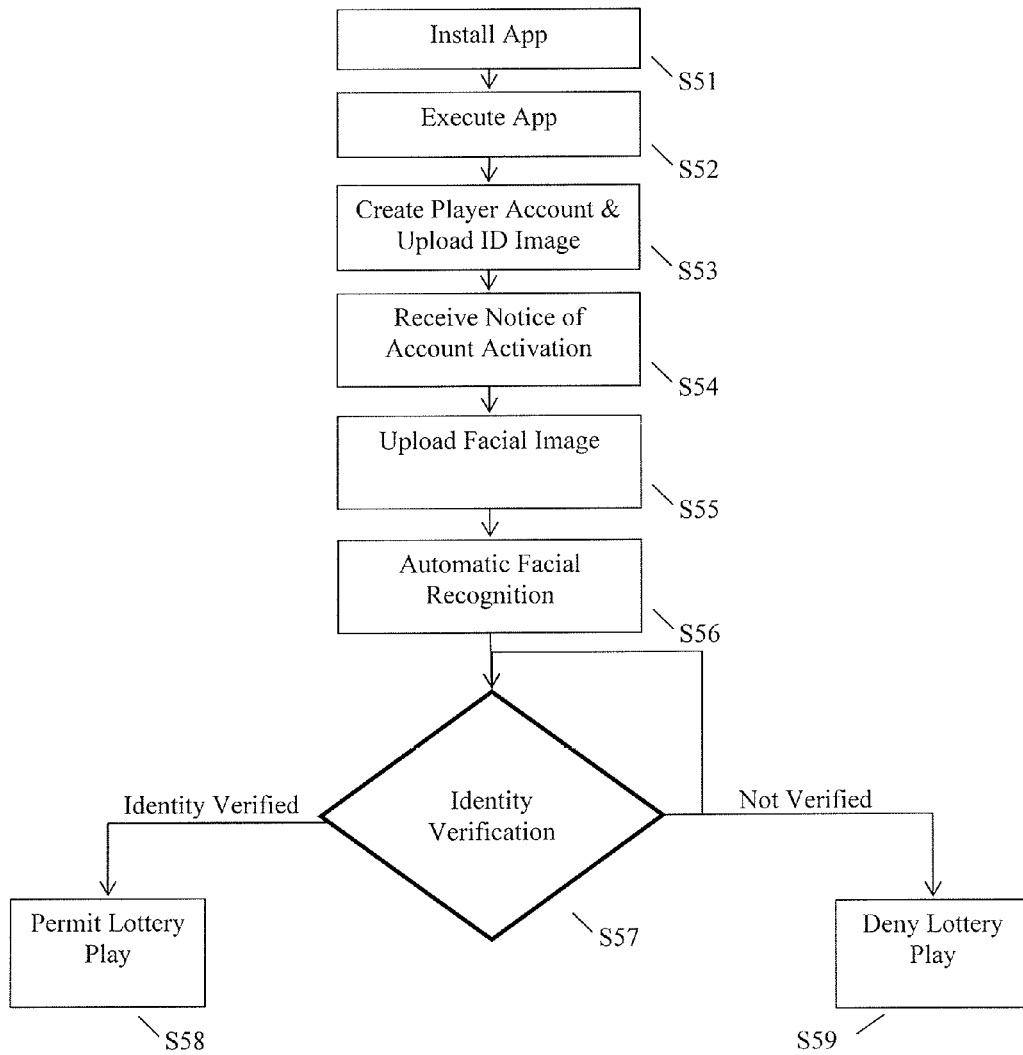 Install App
S51
Execute App
S52
Create Player Account &
Upload ID Image
S53
Receive Notice of
Account Activation
S54
Upload Facial Image
S55
Automatic Facial
Recognition
S56
Identity Verified
Identity
Verification
Not Verified
S57
Permit Lottery
Play
S58
Deny Lottery
Play
S59